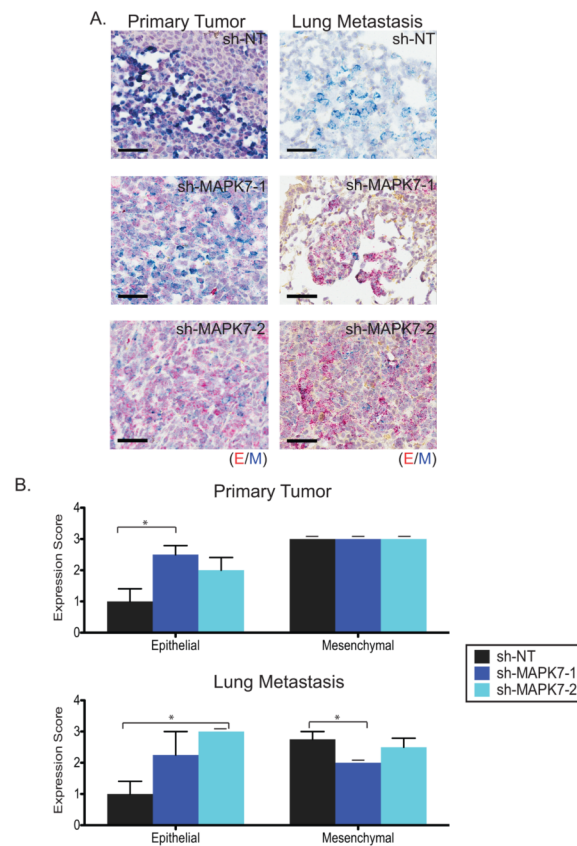 A.
Primary Tumor
Lung Metastasis
sh-NT
sh-NT
sh-MAPK7-1
sh-MAPK7-1
sh-MAPK7-2
sh-MAPK7-2
(E/M)
(E/M)
B.
Primary Tumor
Expression Score
4
3
2
1
0
*
Epithelial
Mesenchymal
sh-NT
sh-MAPK7-1
sh-MAPK7-2
Lung Metastasis
Expression Score
4
3
2
1
0
*
*
Epithelial
Mesenchymal